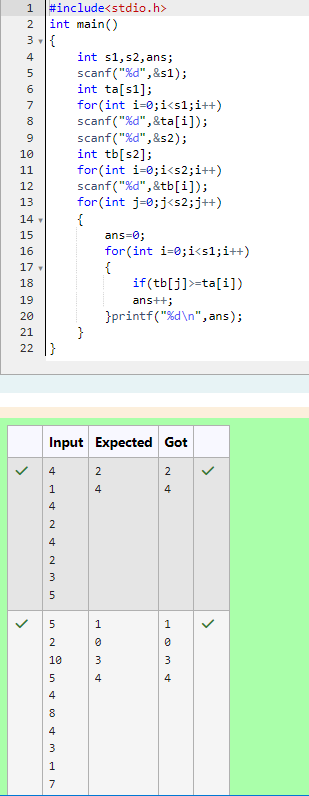 1 #include<stdio.h>
2 int main()
3 {
4     int s1,s2,ans;
5     scanf("%d",&s1);
6     int ta[s1];
7     for(int i=0;i<s1;i++)
8     scanf("%d",&ta[i]);
9     scanf("%d",&s2);
10     int tb[s2];
11     for(int i=0;i<s2;i++)
12     scanf("%d",&tb[i]);
13     for(int j=0;j<s2;j++)
14     {
15         ans=0;
16         for(int i=0;i<s1;i++)
17         {
18             if(tb[j]>=ta[i])
19             ans++;
20         }printf("%d\n",ans);
21     }
22 }
Input Expected Got
4 2 2
1 4 4
4
2
4
2
3
5
5 1 1
2 0 0
10 3 3
5 4 4
4
8
4
3
1
7